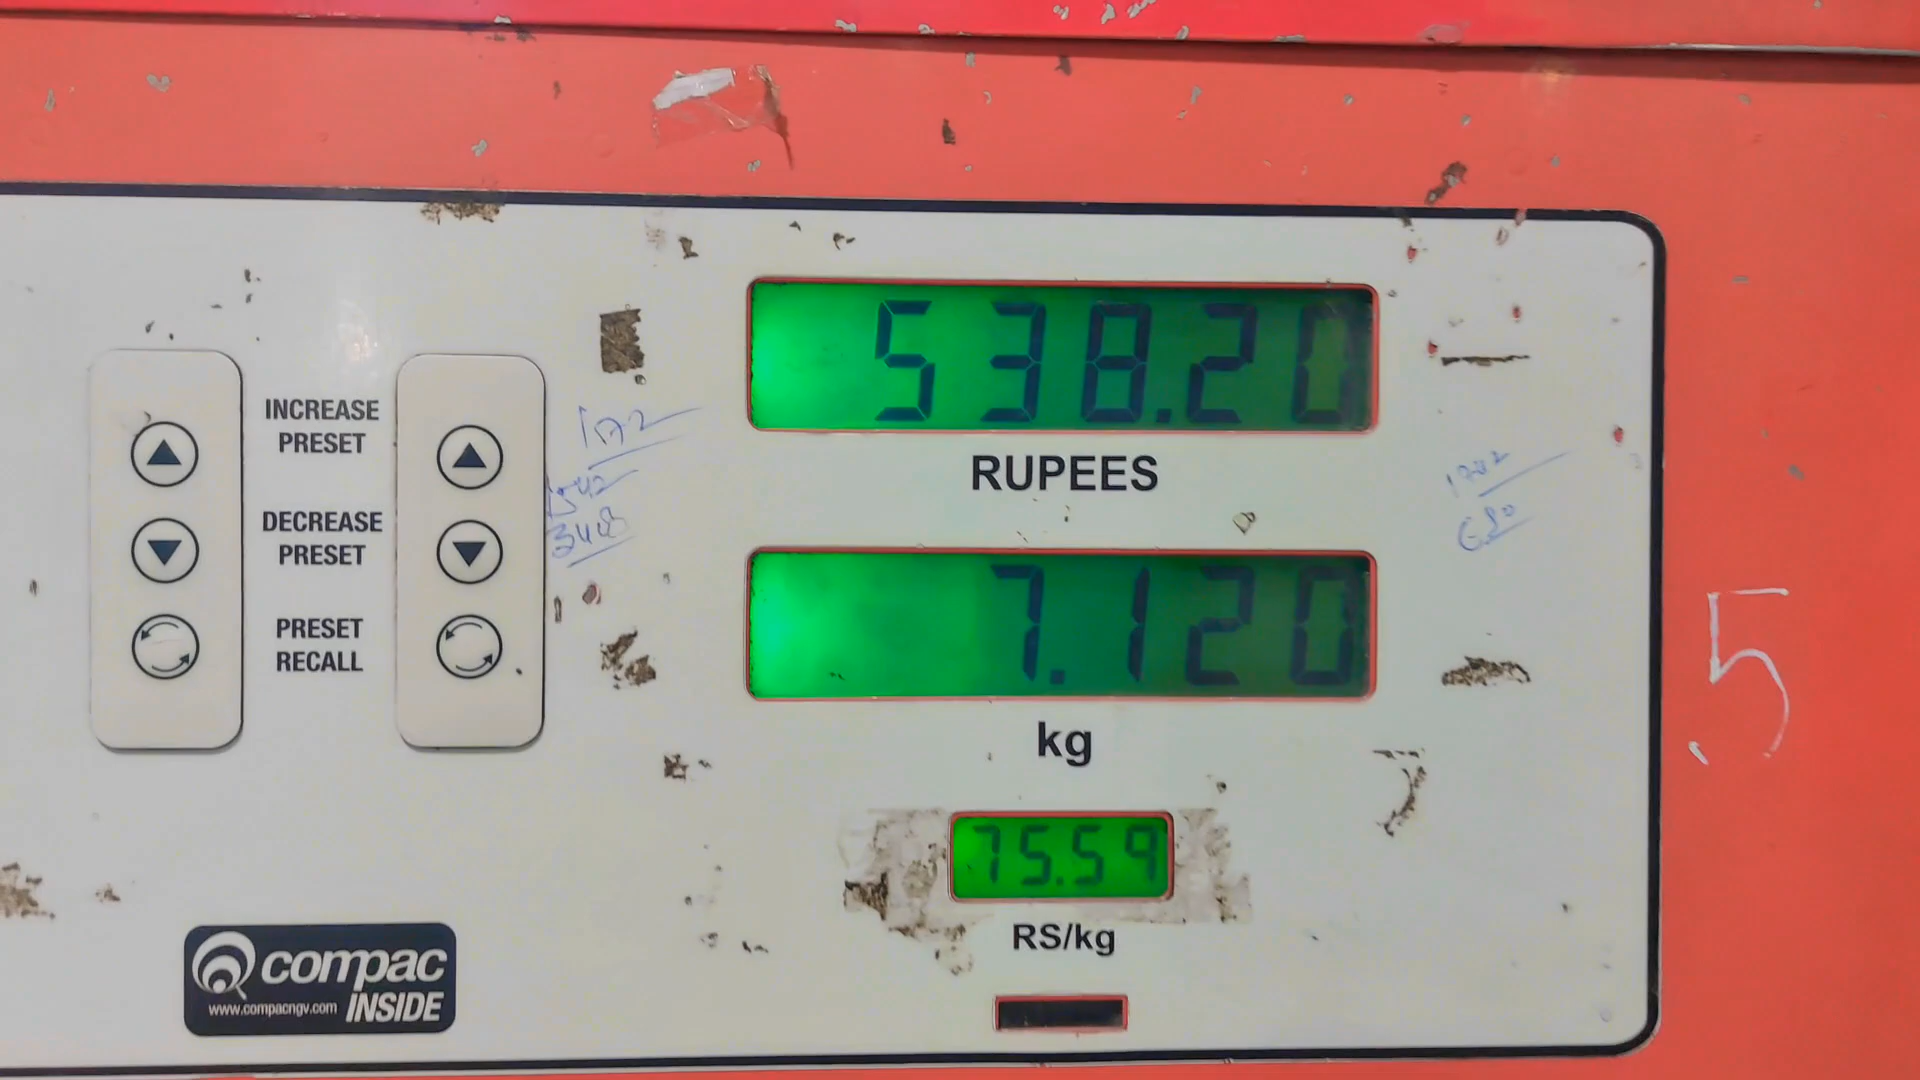 INCREASE
PRESET
DECREASE
PRESET
PRESET
RECALL
538.20
RUPEES
7.120
kg
75.59
RS/kg
compac
www.compacngv.com INSIDE
5